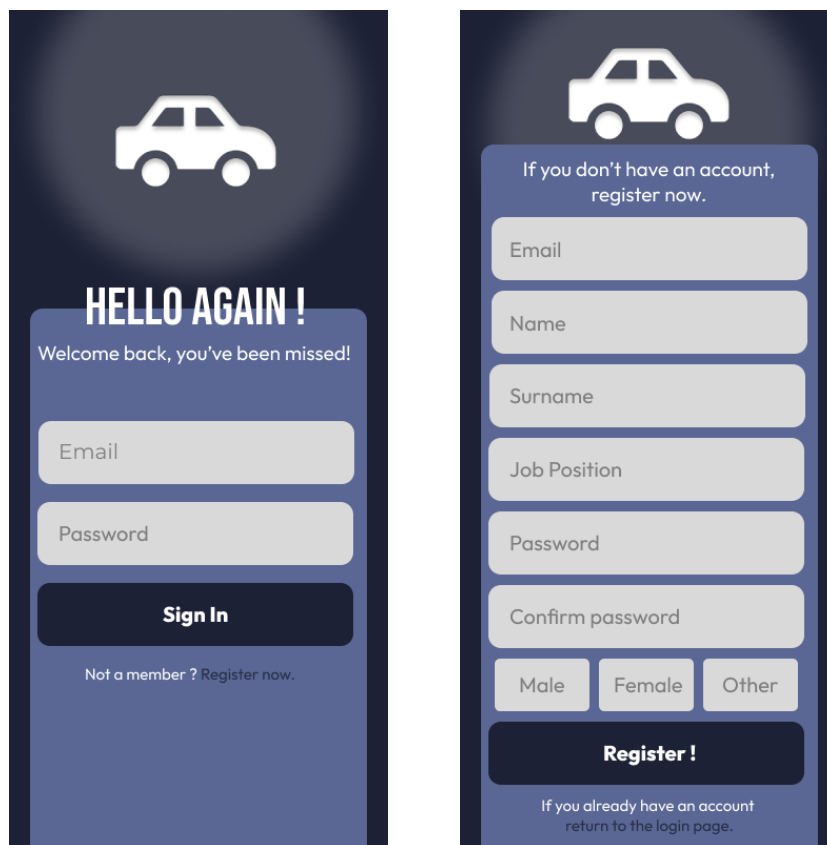 HELLO AGAIN !
Welcome back, you've been missed!
Email
Password
Sign In
Not a member ? Register now.
If you don't have an account,
register now.
Email
Name
Surname
Job Position
Password
Confirm password
Male Female Other
Register !
If you already have an account
return to the login page.